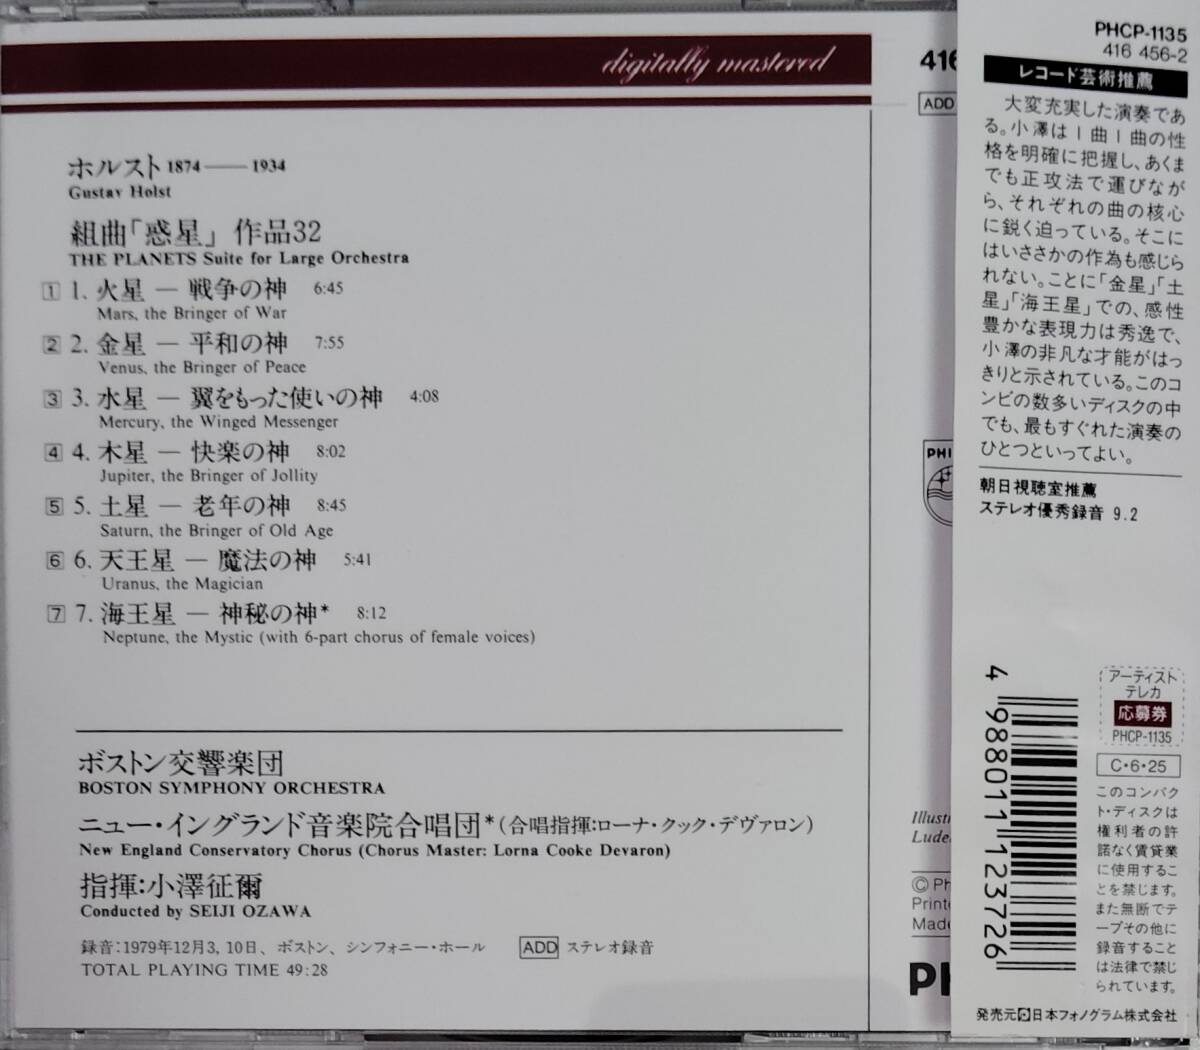 digitally mastered
ホルスト 1874——1934
Gustav Holst
組曲「惑星」 作品32
THE PLANETS Suite for Large Orchestra
1 1. 火星 — 戦争の神 6:45
Mars, the Bringer of War
2 2. 金星 — 平和の神 7:55
Venus, the Bringer of Peace
3 3. 水星 — 翼をもった使いの神 4:08
Mercury, the Winged Messenger
4 4. 木星 — 快楽の神 8:02
Jupiter, the Bringer of Jollity
5 5. 土星 — 老年の神 8:45
Saturn, the Bringer of Old Age
6 6. 天王星 — 魔法の神 5:41
Uranus, the Magician
7 7. 海王星 — 神秘の神* 8:12
Neptune, the Mystic (with 6-part chorus of female voices)
ボストン交響楽団
BOSTON SYMPHONY ORCHESTRA
ニュー・イングランド音楽院合唱団*(合唱指揮:ローナ・クック・デヴァロン)
New England Conservatory Chorus (Chorus Master: Lorna Cooke Devaron)
指揮:小澤征爾
Conducted by SEIJI OZAWA
録音:1979年12月3, 10日、ボストン、シンフォニー・ホール ADD ステレオ録音
TOTAL PLAYING TIME 49:28
416
ADD
PHI
Illustr
Lude
© Ph
Printe
Made
PH
PHCP-1135
416 456-2
レコード芸術推薦
大変充実した演奏であ
る。小澤は1曲1曲の性
格を明確に把握し、あくま
でも正攻法で運びなが
ら、それぞれの曲の核心
に鋭く迫っている。そこに
はいささかの作為も感じら
れない。ことに「金星」「土
星」「海王星」での、感性
豊かな表現力は秀逸で、
小澤の非凡な才能がはっ
きりと示されている。このコ
ンビの数多いディスクの中
でも、最もすぐれた演奏の
ひとつといってよい。
朝日視聴室推薦
ステレオ優秀録音 9.2
4 988011 123726
アーティスト
テレカ
応募券
PHCP-1135
C・6・25
このコンパク
ト・ディスクは
権利者の許
諾なく賃貸業
に使用するこ
とを禁じます。
また無断でテ
ープその他に
録音すること
は法律で禁じ
られています。
発売元 日本フォノグラム株式会社